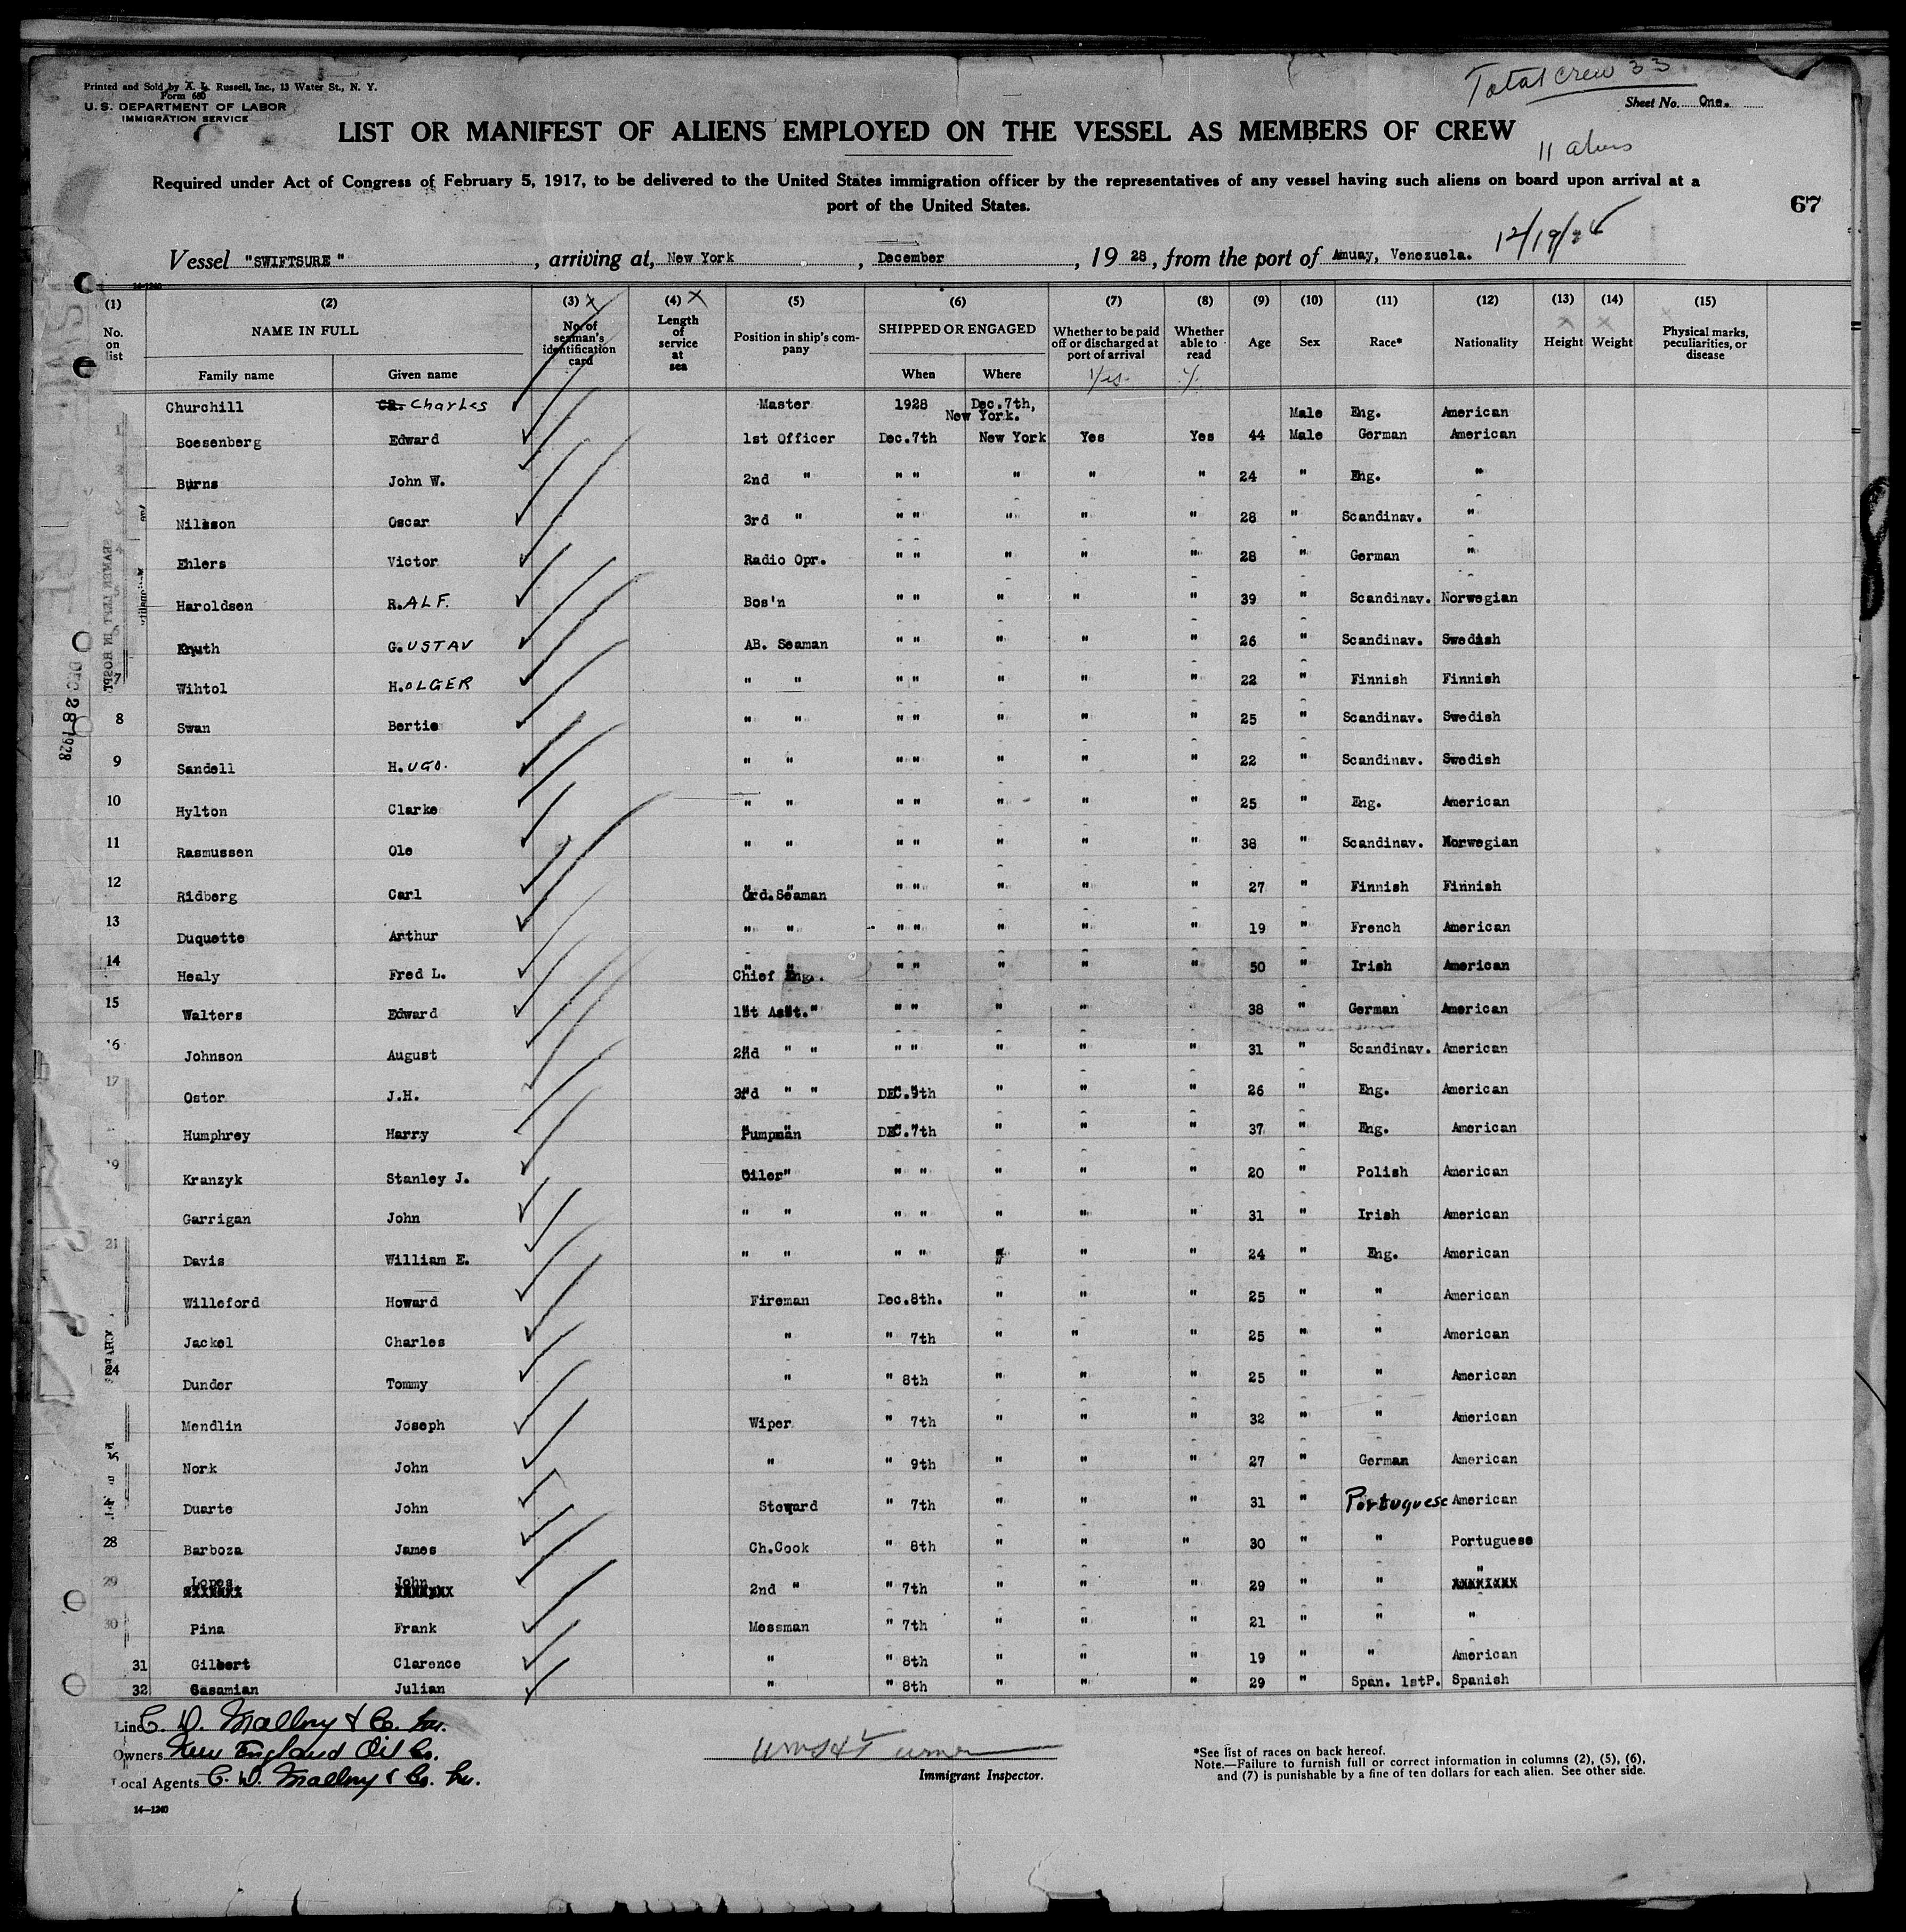 Printed and Sold by X. L. Russell, Inc., 13 Water St., N. Y.
Form 680
U. S. DEPARTMENT OF LABOR
IMMIGRATION SERVICE
Total crew 33
Sheet No. One.
LIST OR MANIFEST OF ALIENS EMPLOYED ON THE VESSEL AS MEMBERS OF CREW
11 aliens
Required under Act of Congress of February 5, 1917, to be delivered to the United States immigration officer by the representatives of any vessel having such aliens on board upon arrival at a
port of the United States.
67
12/19/28
Vessel "SWIFTSURE", arriving at, New York, December, 19 28, from the port of Amuay, Venezuela.
14-1240
(1) (2) (3) x (4) x (5) (6) (7) (8) (9) (10) (11) (12) (13) (14) (15)
No. on list NAME IN FULL No. of seaman's identification card Length of service at sea Position in ship's company SHIPPED OR ENGAGED Whether to be paid off or discharged at port of arrival Whether able to read Age Sex Race* Nationality Height Weight Physical marks, peculiarities, or disease
Family name Given name When Where Yes
Churchill Charles Master 1928 Dec.7th, New York. Male Eng. American
1 Boesenberg Edward 1st Officer Dec.7th New York Yes Yes 44 Male German American
Burns John W. 2nd " " " " " " 24 " Eng. "
Nilsson Oscar 3rd " " " " " " 28 " Scandinav. "
Ehlers Victor Radio Opr. " " " " " 28 " German "
Haroldsen R.ALF. Bos'n " " " " " 39 " Scandinav. Norwegian
Knuth G.USTAV AB. Seaman " " " " " 26 " Scandinav. Swedish
7 Wihtol H.OLGER " " " " " " " 22 " Finnish Finnish
8 Swan Bertie " " " " " " " 25 " Scandinav. Swedish
9 Sandell H.UGO. " " " " " " " 22 " Scandinav. Swedish
10 Hylton Clarke " " " " " " " 25 " Eng. American
11 Rasmussen Ole " " " " " " " 38 " Scandinav. Norwegian
12 Ridberg Carl Ord.Seaman " " " " " 27 " Finnish Finnish
13 Duquette Arthur " " " " " " " 19 " French American
14 Healy Fred L. Chief Eng. " " " " " 50 " Irish American
15 Walters Edward 1st Asst." " " " " " 38 " German American
16 Johnson August 2nd " " " " " " " 31 " Scandinav. American
17 Oster J.H. 3rd " " DEC.9th " " " 26 " Eng. American
Humphrey Harry Pumpman DEC.7th " " " 37 " Eng. American
19 Kranzyk Stanley J. Oiler " " " " " 20 " Polish American
Garrigan John " " " " " " " 31 " Irish American
21 Davis William E. " " " " " " " 24 " Eng. American
Willeford Howard Fireman Dec.8th. " " " 25 " " American
Jackel Charles " " 7th " " " 25 " " American
24 Dunder Tommy " " 8th " " " 25 " " American
Mendlin Joseph Wiper " 7th " " " 32 " " American
Nork John " " 9th " " " 27 " German American
Duarte John Steward " 7th " " " 31 " Portuguese American
28 Barboza James Ch.Cook " 8th " " " 30 " " Portuguese
29 Lopes John 2nd " " 7th " " " 29 " " "
30 Pina Frank Messman " 7th " " " 21 " " "
31 Gilbert Clarence " " 8th " " " 19 " " American
32 Casamian Julian " " 8th " " " 29 " Span. 1stP. Spanish
DEC 28 1928
Line C. D. Mallory & Co. Inc.
Owners New England Oil Co.
Local Agents C. D. Mallory & Co. Inc.
14-1240
Immigrant Inspector.
*See list of races on back hereof.
Note.—Failure to furnish full or correct information in columns (2), (5), (6),
and (7) is punishable by a fine of ten dollars for each alien. See other side.